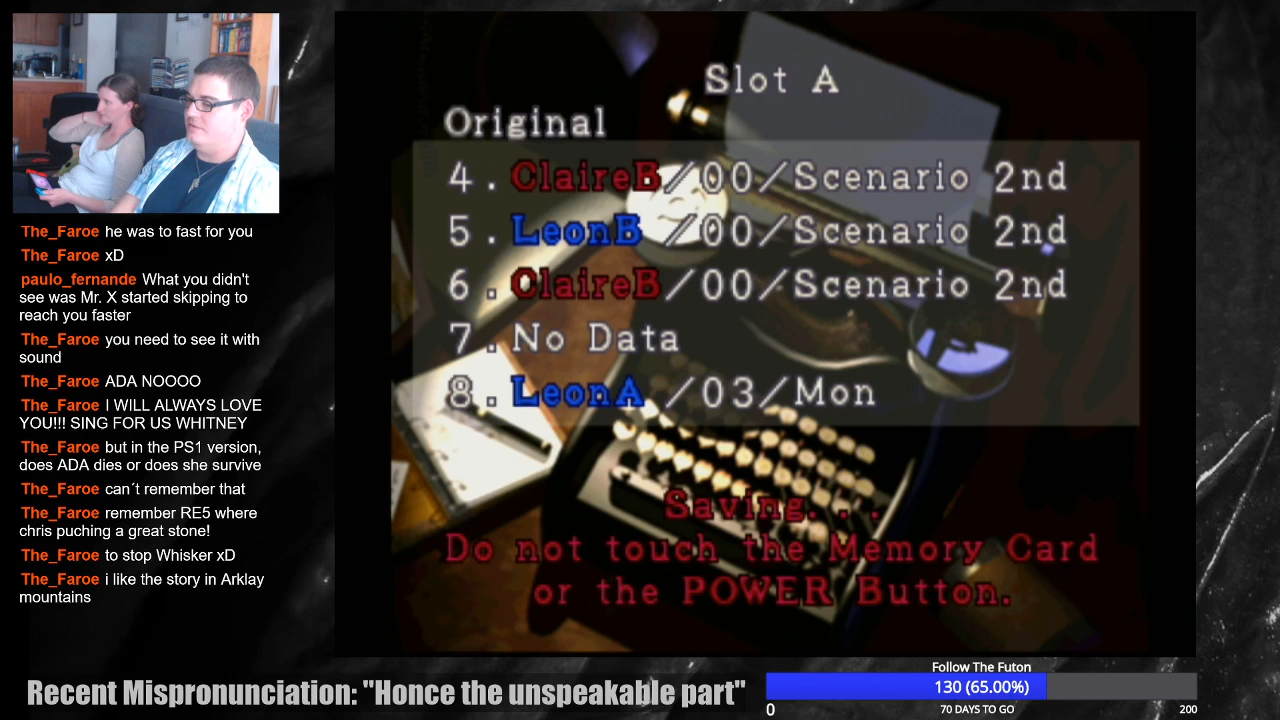 The_Faroe he was to fast for you
The_Faroe xD
paulo_fernande What you didn't
see was Mr. X started skipping to
reach you faster
The_Faroe you need to see it with
sound
The_Faroe ADA NOOOO
The_Faroe I WILL ALWAYS LOVE
YOU!!! SING FOR US WHITNEY
The_Faroe but in the PS1 version,
does ADA dies or does she survive
The_Faroe can´t remember that
The_Faroe remember RE5 where
chris puching a great stone!
The_Faroe to stop Whisker xD
The_Faroe i like the story in Arklay
mountains
Slot A
Original
4. ClaireB/00/Scenario 2nd
5. LeonB /00/Scenario 2nd
6. ClaireB/00/Scenario 2nd
7. No Data
8. LeonA /03/Mon
Saving...
Do not touch the Memory Card
or the POWER Button.
Recent Mispronunciation: "Honce the unspeakable part"
Follow The Futon
130 (65.00%)
0 70 DAYS TO GO 200